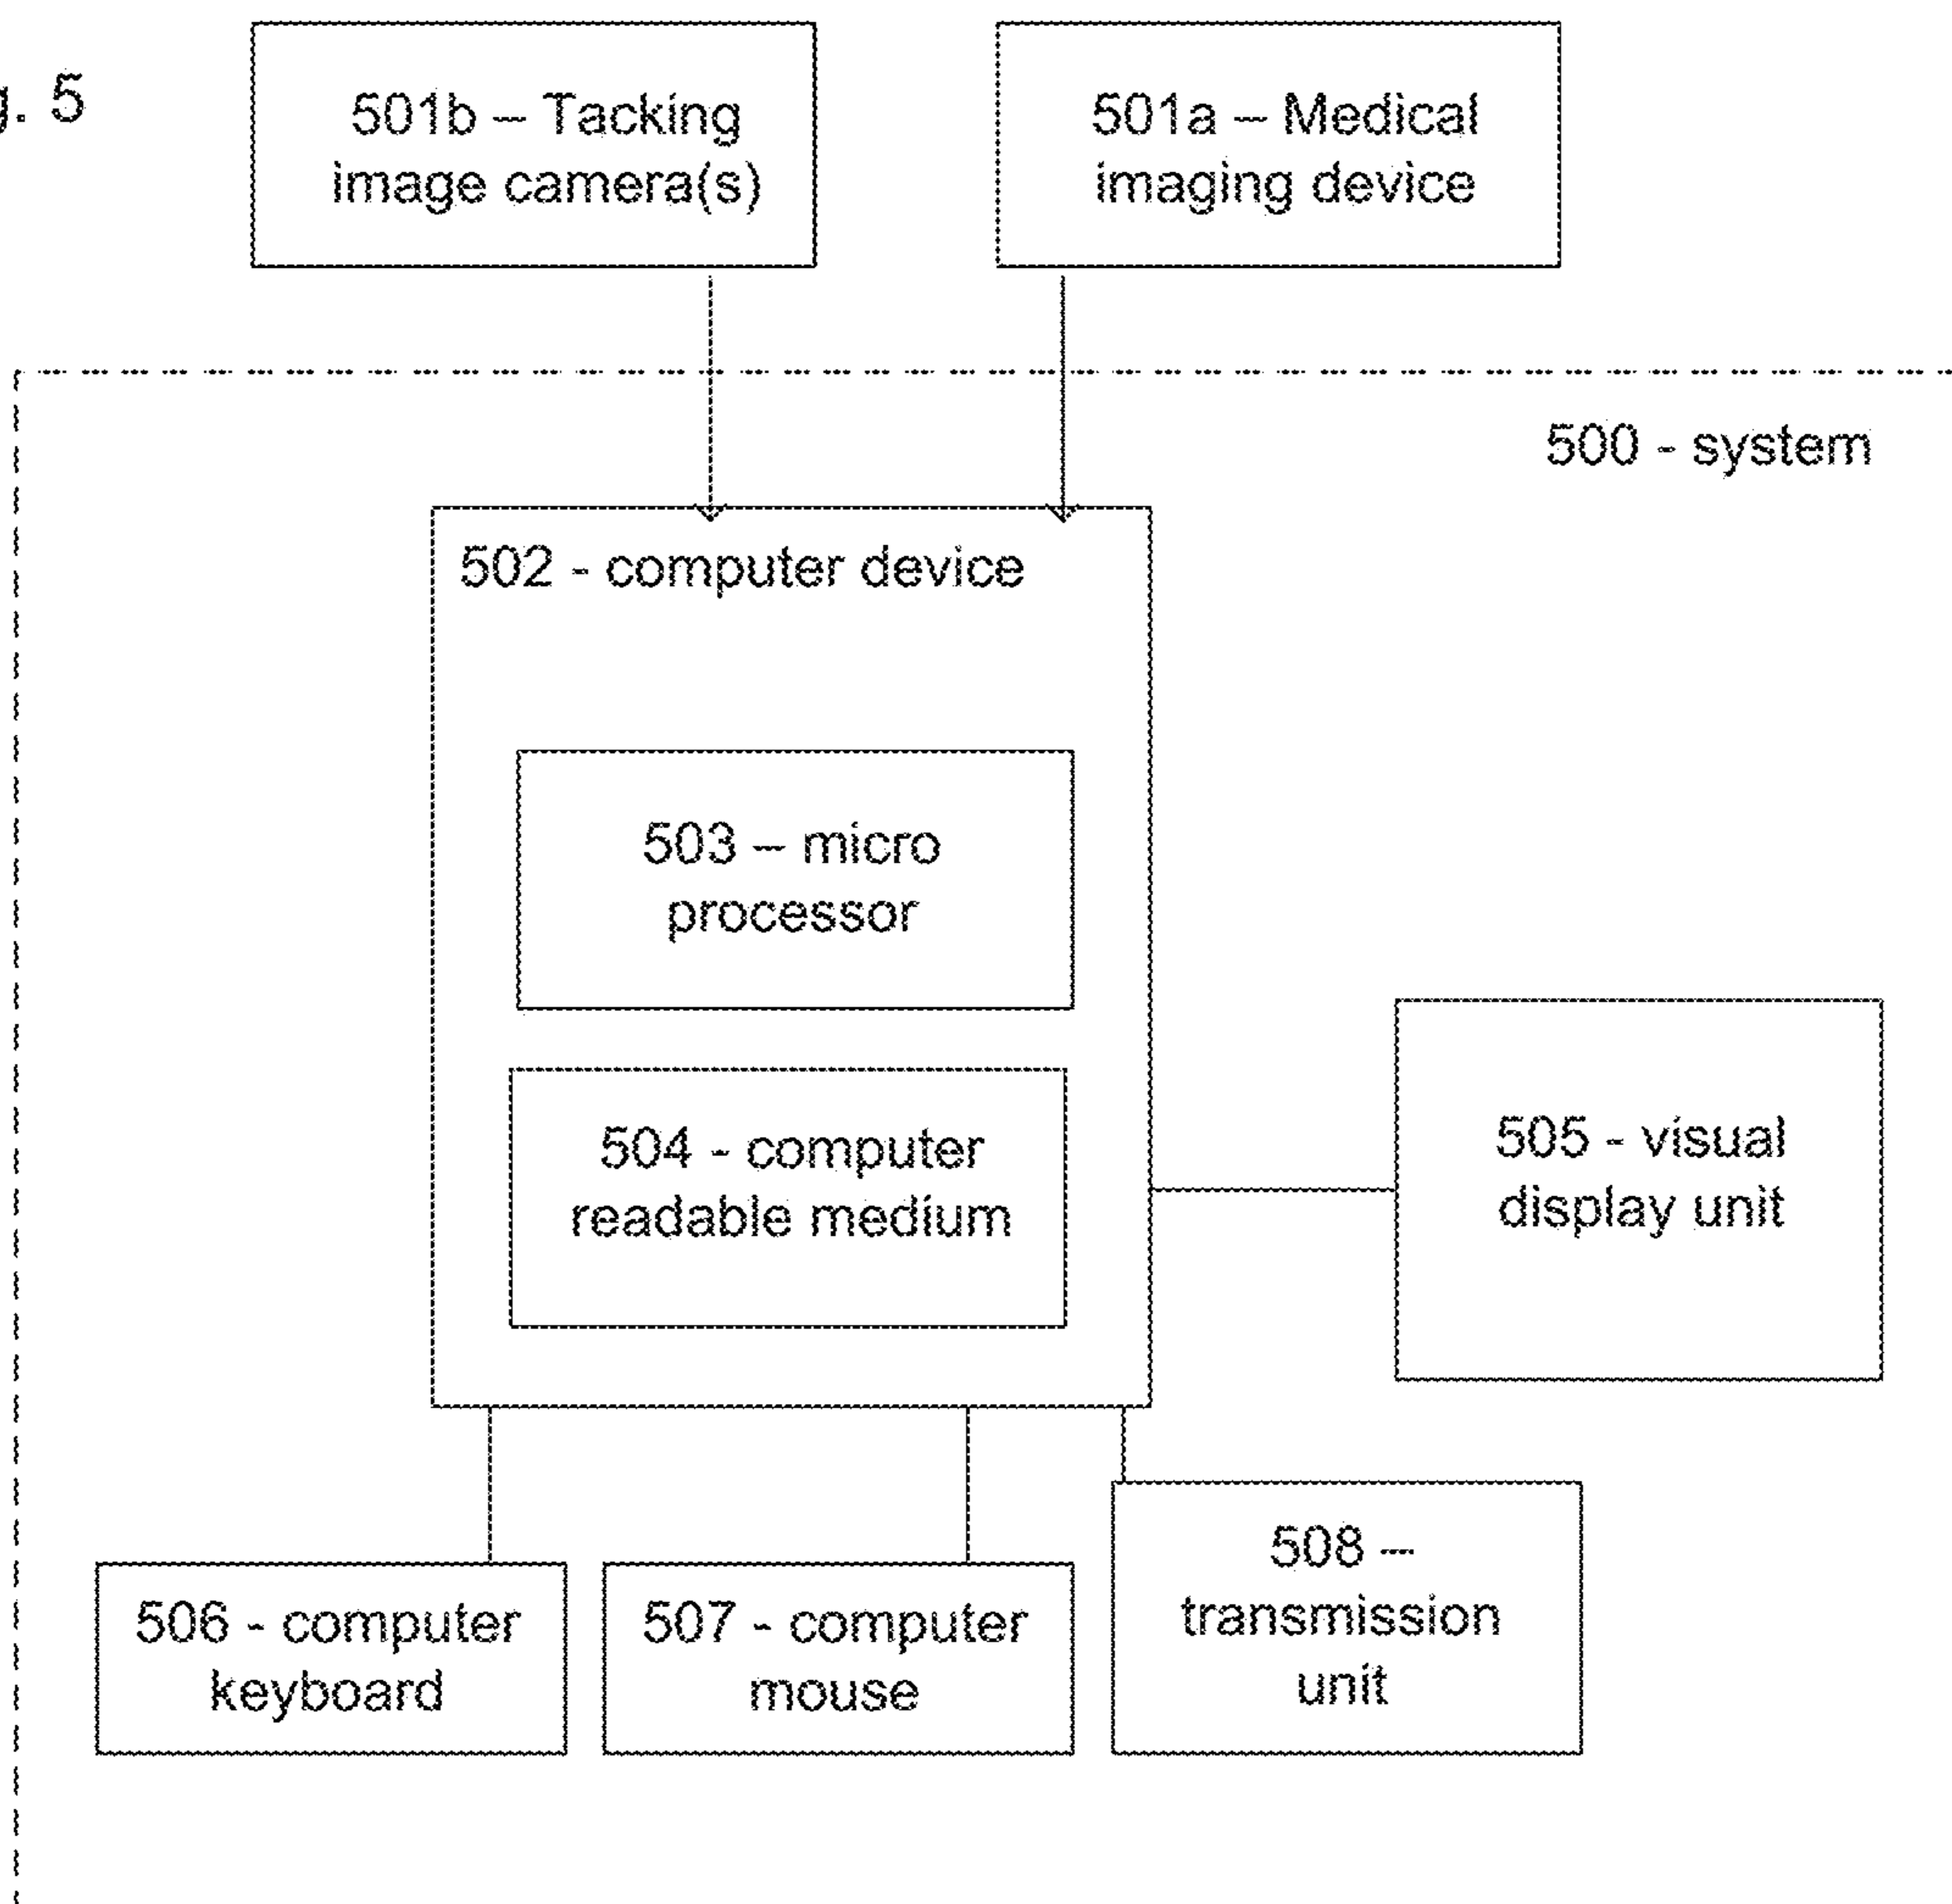 g. 5
501b – Tacking
image camera(s)
501a – Medical
imaging device
500 - system
502 - computer device
503 – micro
processor
504 - computer
readable medium
505 - visual
display unit
506 - computer
keyboard
507 - computer
mouse
508 –
transmission
unit